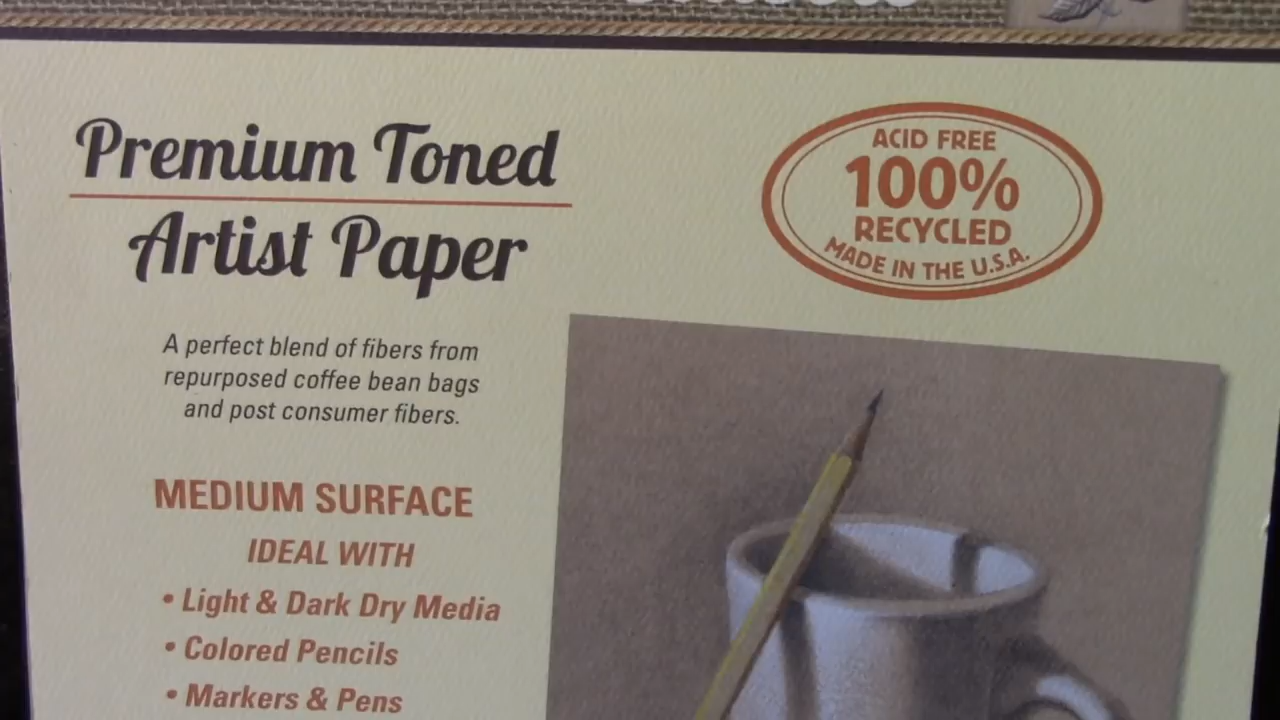 Premium Toned
Artist Paper
ACID FREE
100%
RECYCLED
MADE IN THE U.S.A.
A perfect blend of fibers from
repurposed coffee bean bags
and post consumer fibers.
MEDIUM SURFACE
IDEAL WITH
• Light & Dark Dry Media
• Colored Pencils
• Markers & Pens